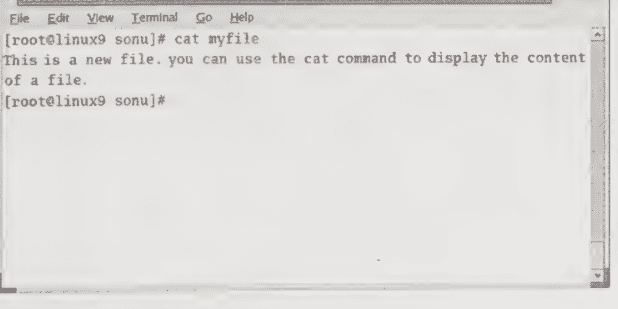 File Edit View Terminal Go Help
[root@linux9 sonu]# cat myfile
This is a new file. you can use the cat command to display the content
of a file.
[root@linux9 sonu]#